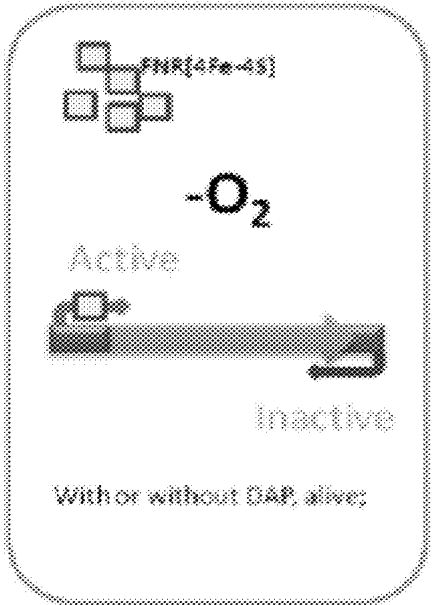 FNR[4Fe-4S]
-O₂
Active
Inactive
With or without DAP, alive;